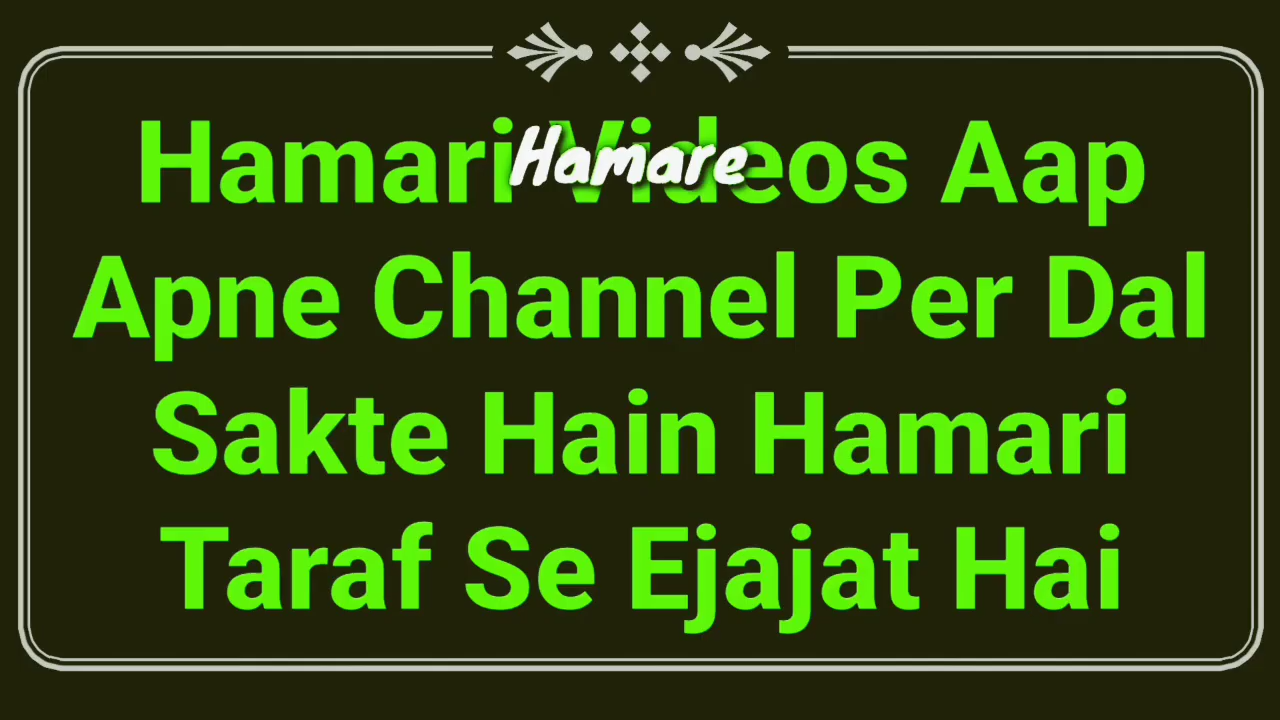 Hamari Videos Aap
Hamare
Apne Channel Per Dal
Sakte Hain Hamari
Taraf Se Ejajat Hai